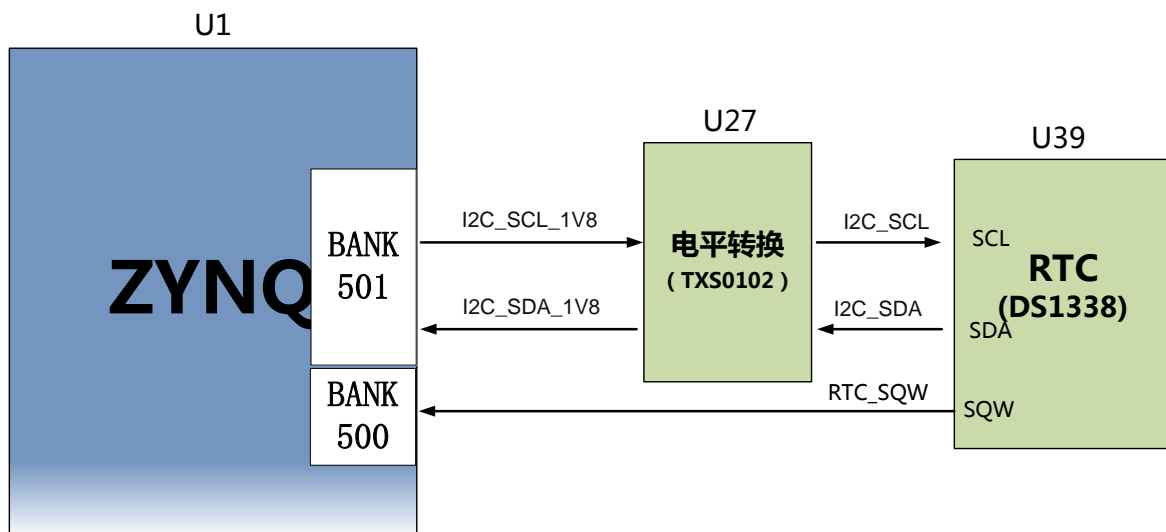 U1
ZYNQ
BANK
501
BANK
500
I2C_SCL_1V8
I2C_SDA_1V8
U27
电平转换
（TXS0102）
I2C_SCL
I2C_SDA
RTC_SQW
U39
SCL
RTC
(DS1338)
SDA
SQW